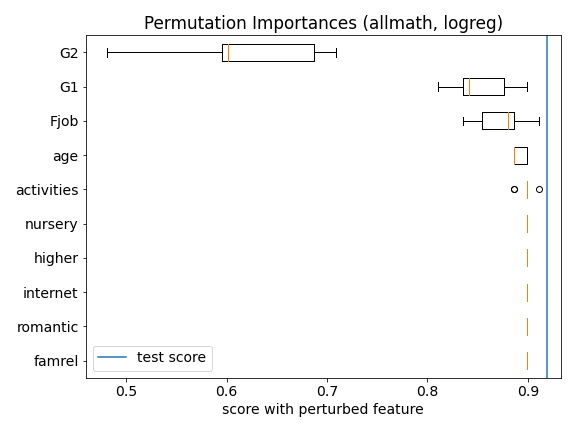 Permutation Importances (allmath, logreg)
G2
G1
Fjob
age
activities
nursery
higher
internet
romantic
famrel
test score
0.5 0.6 0.7 0.8 0.9
score with perturbed feature